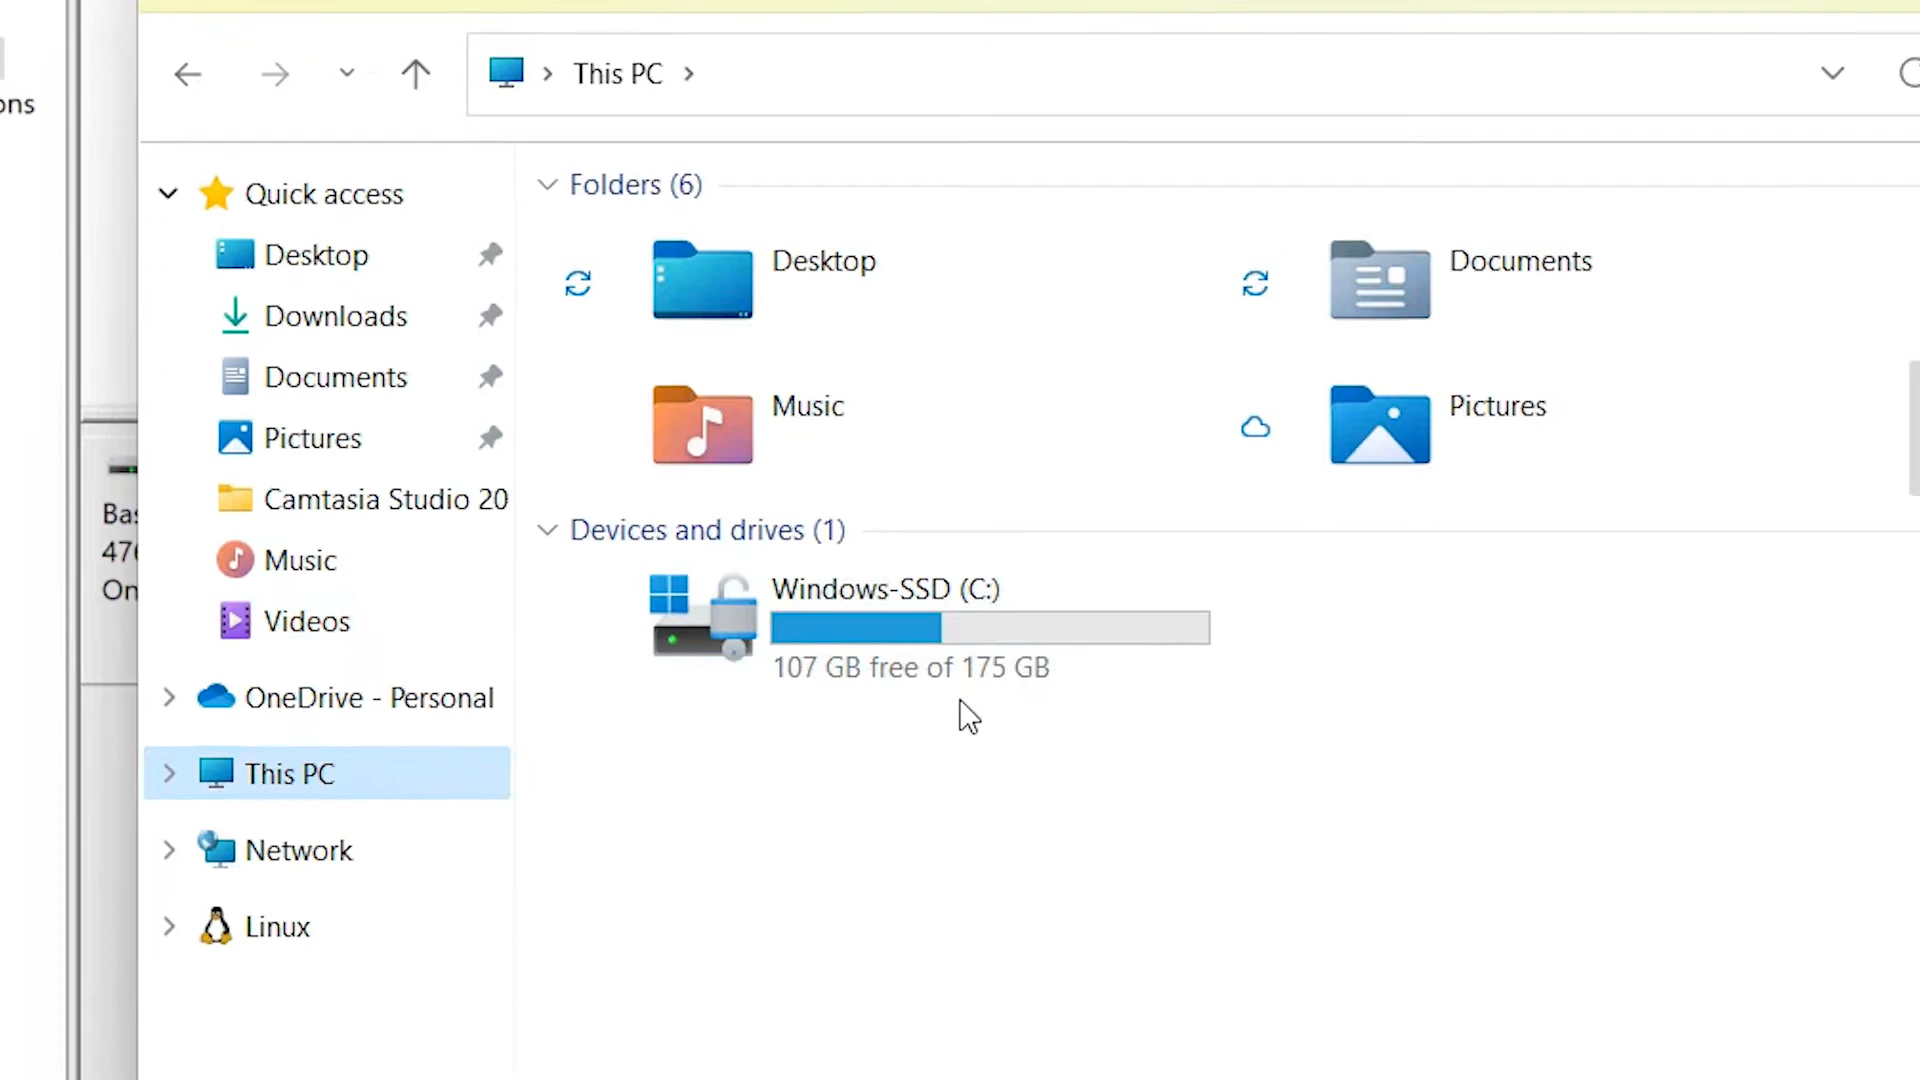 This PC
Quick access
Desktop
Downloads
Documents
Pictures
Camtasia Studio 20
Music
Videos
OneDrive - Personal
This PC
Network
Linux
Folders (6)
Desktop
Documents
Music
Pictures
Devices and drives (1)
Windows-SSD (C:)
107 GB free of 175 GB
ons
Bas
476
On